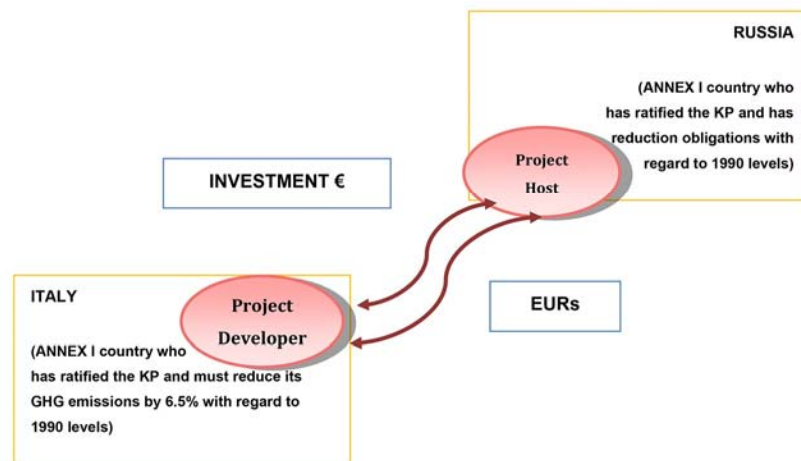 RUSSIA
(ANNEX I country who
has ratified the KP and has
reduction obligations with
regard to 1990 levels)
Project
Host
INVESTMENT €
EURs
ITALY
Project
Developer
(ANNEX I country who
has ratified the KP and must reduce its
GHG emissions by 6.5% with regard to
1990 levels)